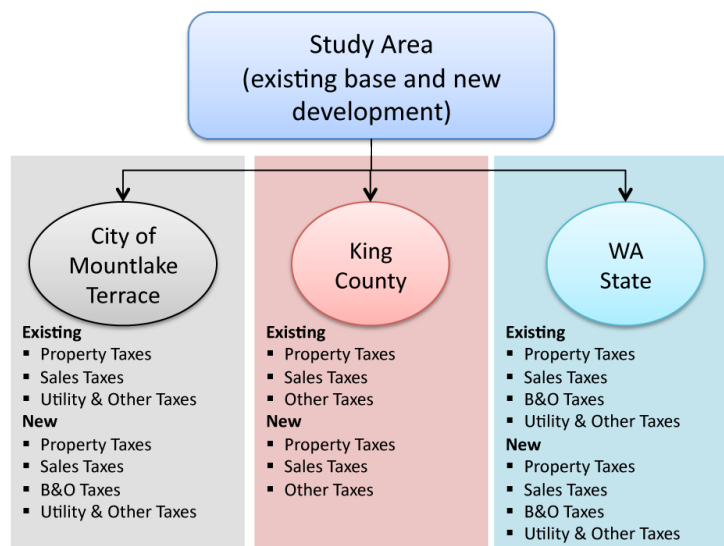 Study Area
(existing base and new
development)
City of
Mountlake
Terrace
Existing
▪ Property Taxes
▪ Sales Taxes
▪ Utility & Other Taxes
New
▪ Property Taxes
▪ Sales Taxes
▪ B&O Taxes
▪ Utility & Other Taxes
King
County
Existing
▪ Property Taxes
▪ Sales Taxes
▪ Other Taxes
New
▪ Property Taxes
▪ Sales Taxes
▪ Other Taxes
WA
State
Existing
▪ Property Taxes
▪ Sales Taxes
▪ B&O Taxes
▪ Utility & Other Taxes
New
▪ Property Taxes
▪ Sales Taxes
▪ B&O Taxes
▪ Utility & Other Taxes